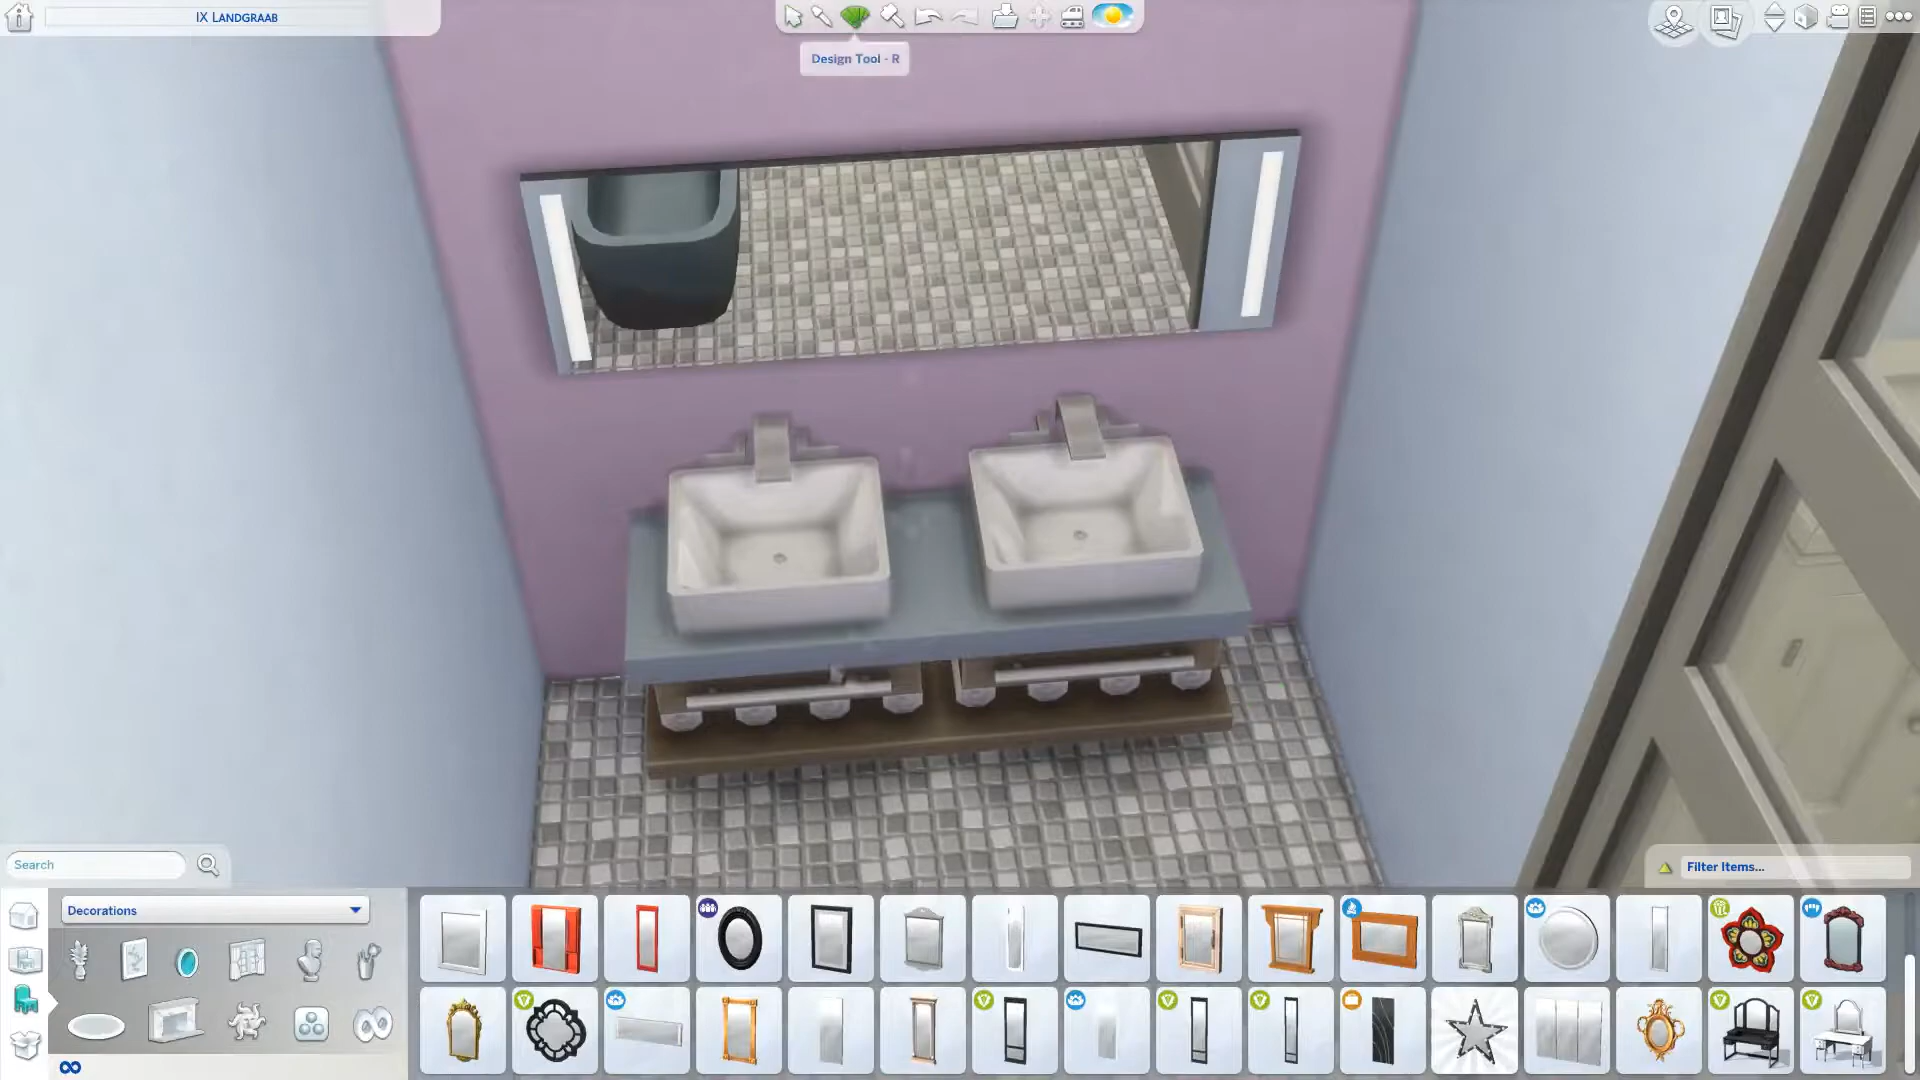 IX LANDGRAAB
Design Tool - R
Search
Filter Items...
Decorations